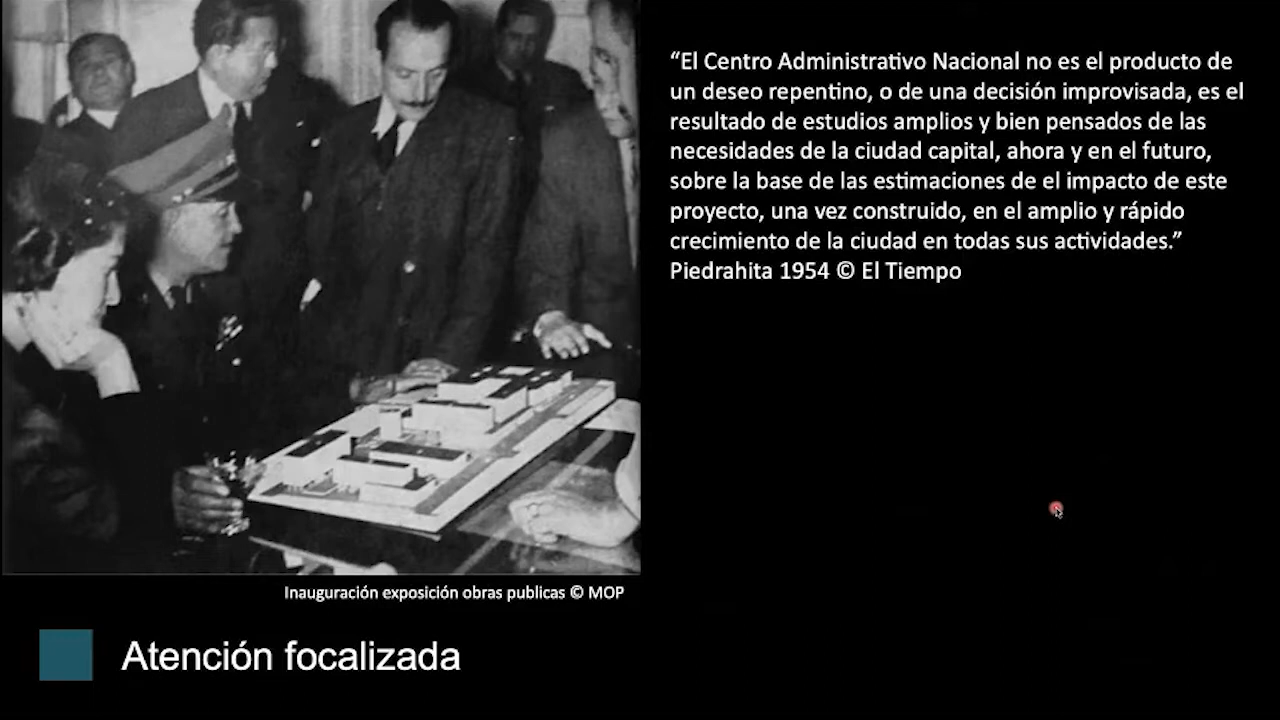 “El Centro Administrativo Nacional no es el producto de
un deseo repentino, o de una decisión improvisada, es el
resultado de estudios amplios y bien pensados de las
necesidades de la ciudad capital, ahora y en el futuro,
sobre la base de las estimaciones de el impacto de este
proyecto, una vez construido, en el amplio y rápido
crecimiento de la ciudad en todas sus actividades.”
Piedrahita 1954 © El Tiempo
Inauguración exposición obras publicas © MOP
Atención focalizada